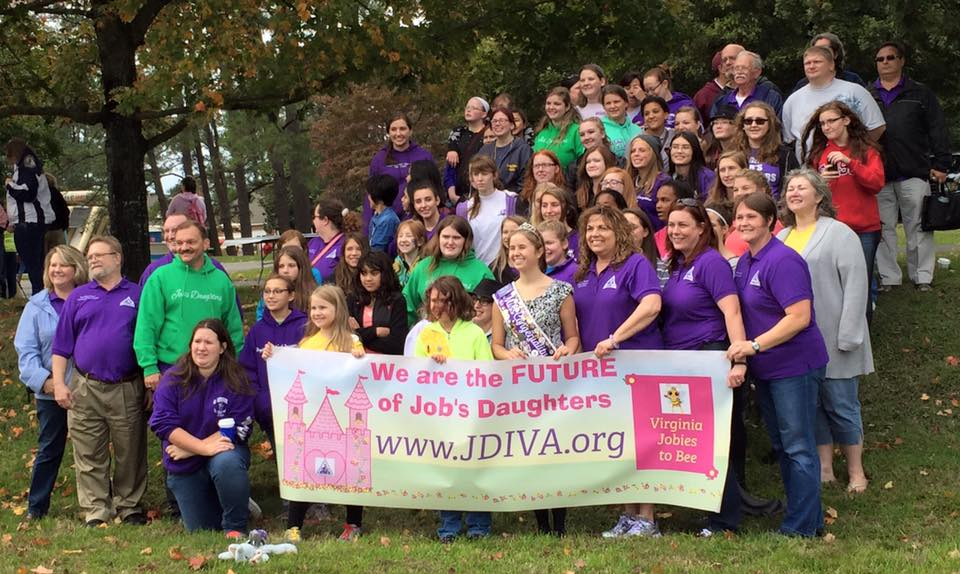 Job's Daughters
We are the FUTURE
of Job's Daughters
www.JDIVA.org
Virginia
Jobies
to Bee